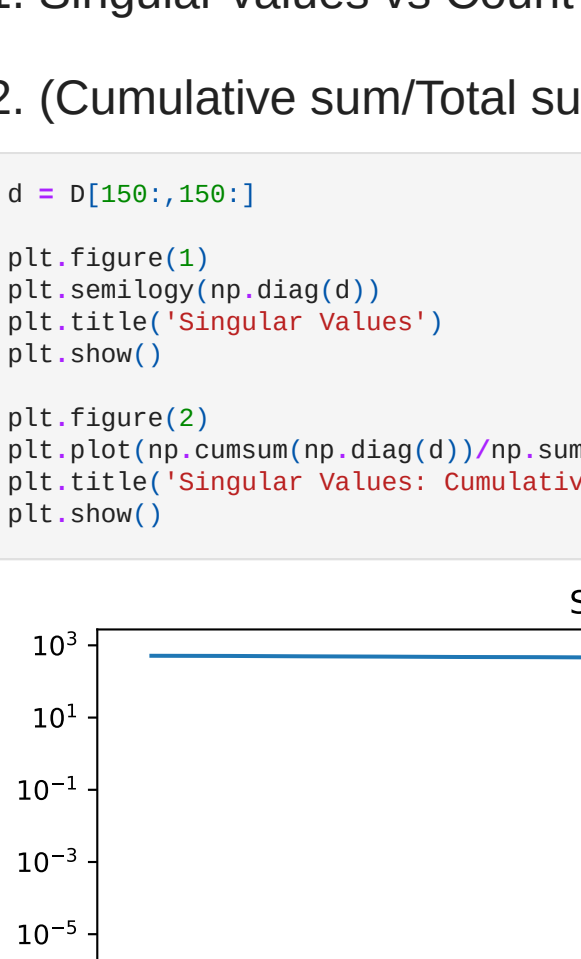 1. Singular values vs Count
2. (Cumulative sum/Total su
d = D[150:,150:]
plt.figure(1)
plt.semilogy(np.diag(d))
plt.title('Singular Values')
plt.show()
plt.figure(2)
plt.plot(np.cumsum(np.diag(d))/np.sum
plt.title('Singular Values: Cumulativ
plt.show()
S
10³
10¹
10⁻¹
10⁻³
10⁻⁵